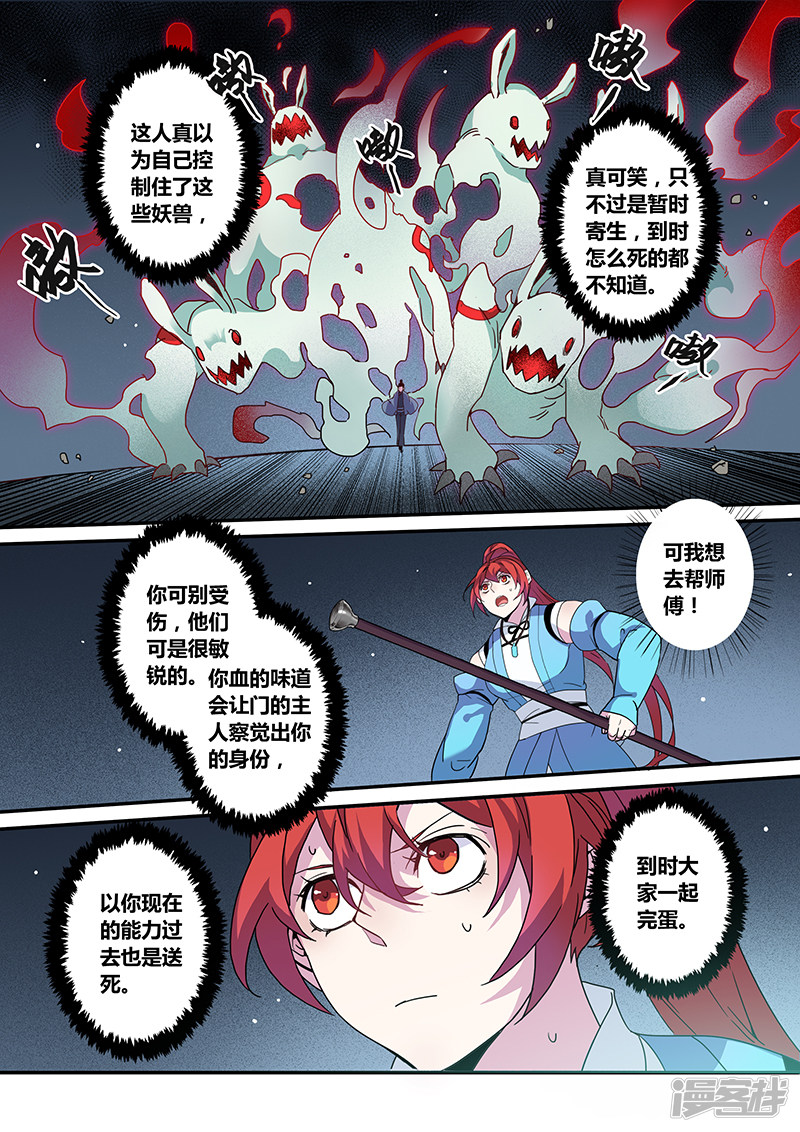 嗷
嗷
嗷
嗷
嗷
这人真以
为自己控
制住了这
些妖兽，
真可笑，只
不过是暂时
寄生，到时
怎么死的都
不知道。
可我想
去帮师
傅！
你可别受
伤，他们
可是很敏
锐的。
你血的味道
会让门的主
人察觉出你
的身份，
到时大
家一起
完蛋。
以你现在
的能力过
去也是送
死。
漫客栈